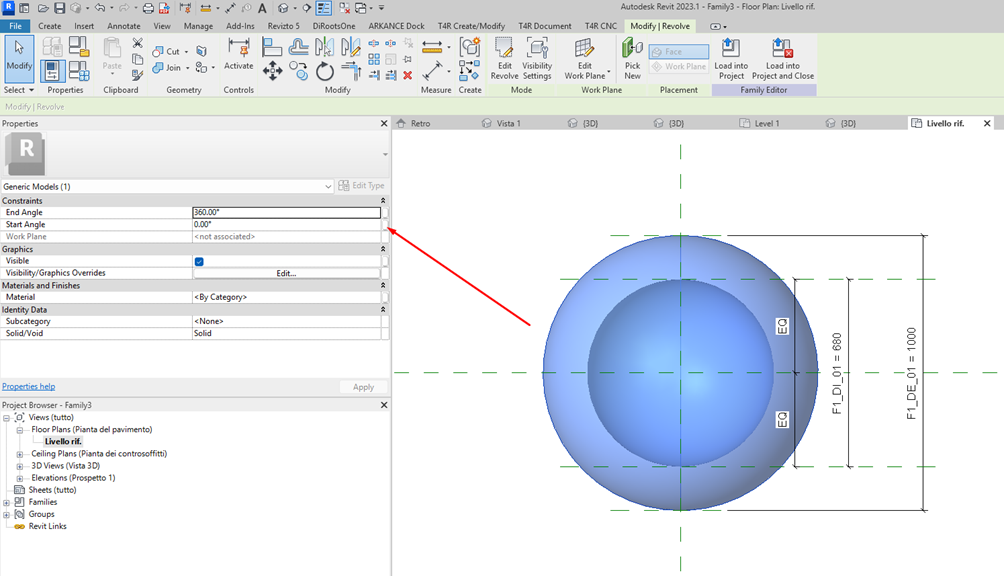 Autodesk Revit 2023.1 - Family3 - Floor Plan: Livello rif.
File Create Insert Annotate View Manage Add-Ins Revizto 5 DiRootsOne ARKANCE Dock T4R Create/Modify T4R Document T4R CNC Modify | Revolve
Modify Paste Cut Join Activate Edit Revolve Visibility Settings Edit Work Plane Pick New Face Work Plane Load into Project Load into Project and Close
Select Properties Clipboard Geometry Controls Modify Measure Create Mode Work Plane Placement Family Editor
Modify | Revolve
Properties
Retro Vista 1 {3D} {3D} Level 1 {3D} Livello rif.
R
Generic Models (1) Edit Type
Constraints
End Angle 360.00°
Start Angle 0.00°
Work Plane <not associated>
Graphics
Visible
Visibility/Graphics Overrides Edit...
Materials and Finishes
Material <By Category>
Identity Data
Subcategory <None>
Solid/Void Solid
Properties help Apply
Project Browser - Family3
Views (tutto)
Floor Plans (Pianta del pavimento)
Livello rif.
Ceiling Plans (Pianta dei controsoffitti)
3D Views (Vista 3D)
Elevations (Prospetto 1)
Sheets (tutto)
Families
Groups
Revit Links
EQ
EQ
F1_DI_01 = 680
F1_DE_01 = 1000